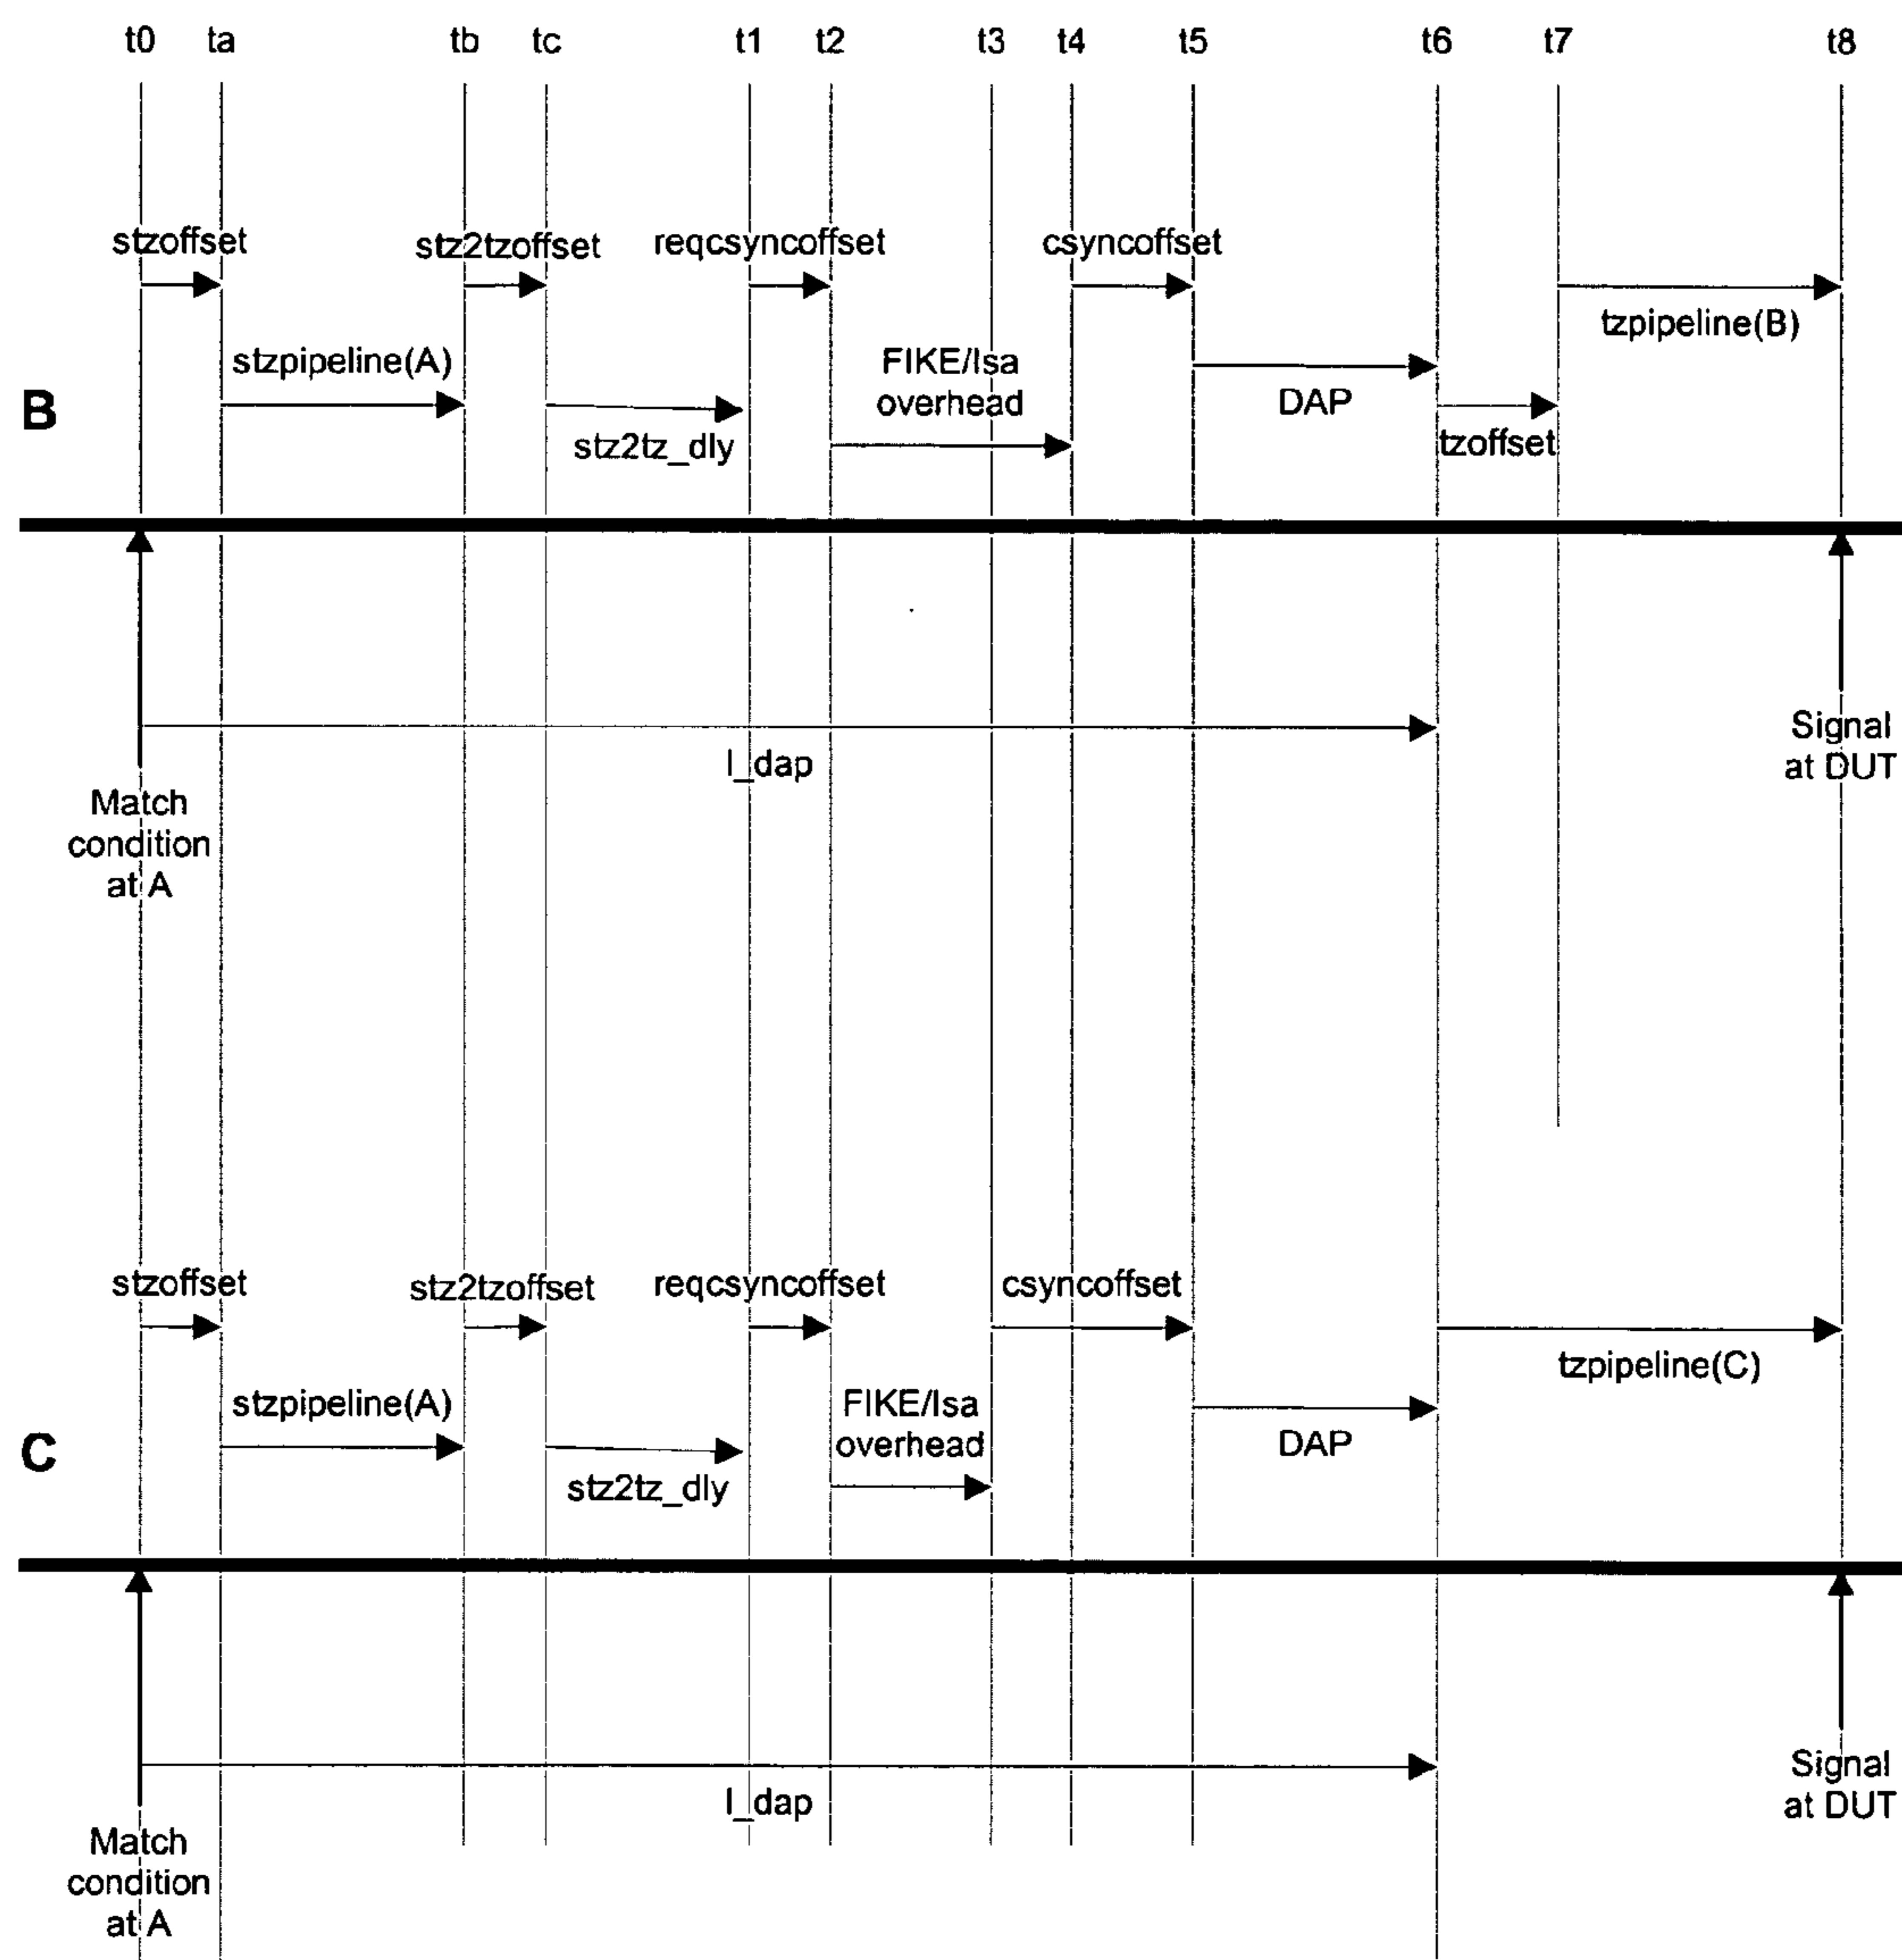 t0 ta tb tc t1 t2 t3 t4 t5 t6 t7 t8
stzoffset stz2tzoffset reqcsyncoffset csyncoffset
tzpipeline(B)
stzpipeline(A) FIKE/Isa
overhead
DAP
B
stz2tz_dly
tzoffset
l_dap
Signal
at DUT
Match
condition
at A
stzoffset stz2tzoffset reqcsyncoffset csyncoffset
tzpipeline(C)
stzpipeline(A) FIKE/Isa
overhead
DAP
C
stz2tz_dly
l_dap
Signal
at DUT
Match
condition
at A